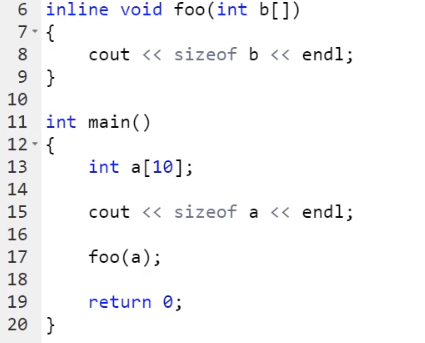 6 inline void foo(int b[])
7 {
8     cout << sizeof b << endl;
9 }
10
11 int main()
12 {
13     int a[10];
14
15     cout << sizeof a << endl;
16
17     foo(a);
18
19     return 0;
20 }